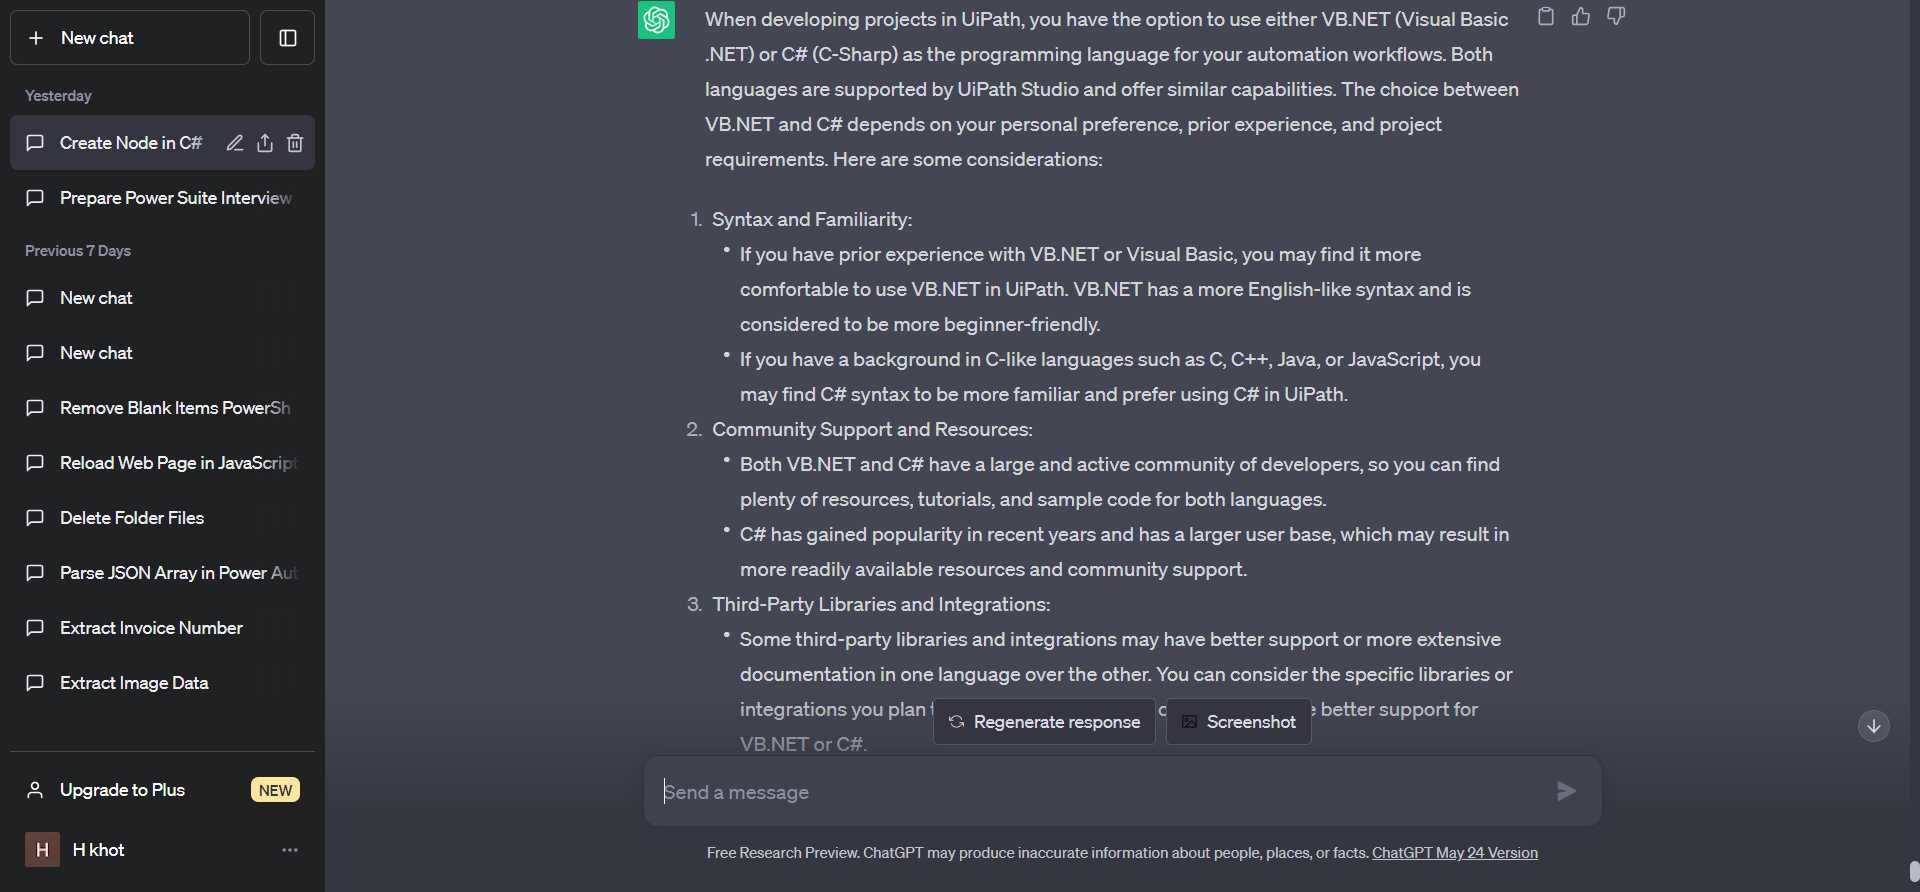 New chat
Yesterday
Create Node in C#
Prepare Power Suite Interview
Previous 7 Days
New chat
New chat
Remove Blank Items PowerSh
Reload Web Page in JavaScript
Delete Folder Files
Parse JSON Array in Power Aut
Extract Invoice Number
Extract Image Data
Upgrade to Plus
NEW
H
H khot
When developing projects in UiPath, you have the option to use either VB.NET (Visual Basic
.NET) or C# (C-Sharp) as the programming language for your automation workflows. Both
languages are supported by UiPath Studio and offer similar capabilities. The choice between
VB.NET and C# depends on your personal preference, prior experience, and project
requirements. Here are some considerations:
1. Syntax and Familiarity:
• If you have prior experience with VB.NET or Visual Basic, you may find it more
comfortable to use VB.NET in UiPath. VB.NET has a more English-like syntax and is
considered to be more beginner-friendly.
• If you have a background in C-like languages such as C, C++, Java, or JavaScript, you
may find C# syntax to be more familiar and prefer using C# in UiPath.
2. Community Support and Resources:
• Both VB.NET and C# have a large and active community of developers, so you can find
plenty of resources, tutorials, and sample code for both languages.
• C# has gained popularity in recent years and has a larger user base, which may result in
more readily available resources and community support.
3. Third-Party Libraries and Integrations:
• Some third-party libraries and integrations may have better support or more extensive
documentation in one language over the other. You can consider the specific libraries or
integrations you plan better support for
VB.NET or C#.
Regenerate response
Screenshot
Send a message
Free Research Preview. ChatGPT may produce inaccurate information about people, places, or facts. ChatGPT May 24 Version